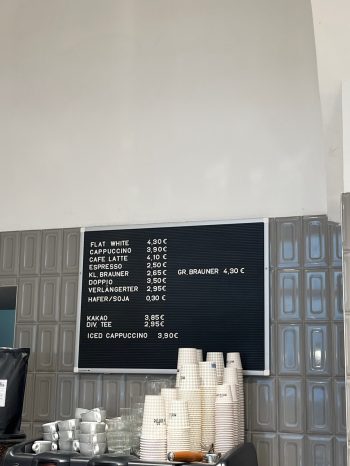 FLAT WHITE 4,30 €
CAPPUCCINO 3,90€
CAFE LATTE 4,10 €
ESPRESSO 2,50 €
KL. BRAUNER 2,65€ GR.BRAUNER 4,30 €
DOPPIO 3,50€
VERLÄNGERTER 2,95€
HAFER/SOJA 0,30 €
KAKAO 3,85€
DIV. TEE 2,95€
ICED CAPPUCCINO 3,90€